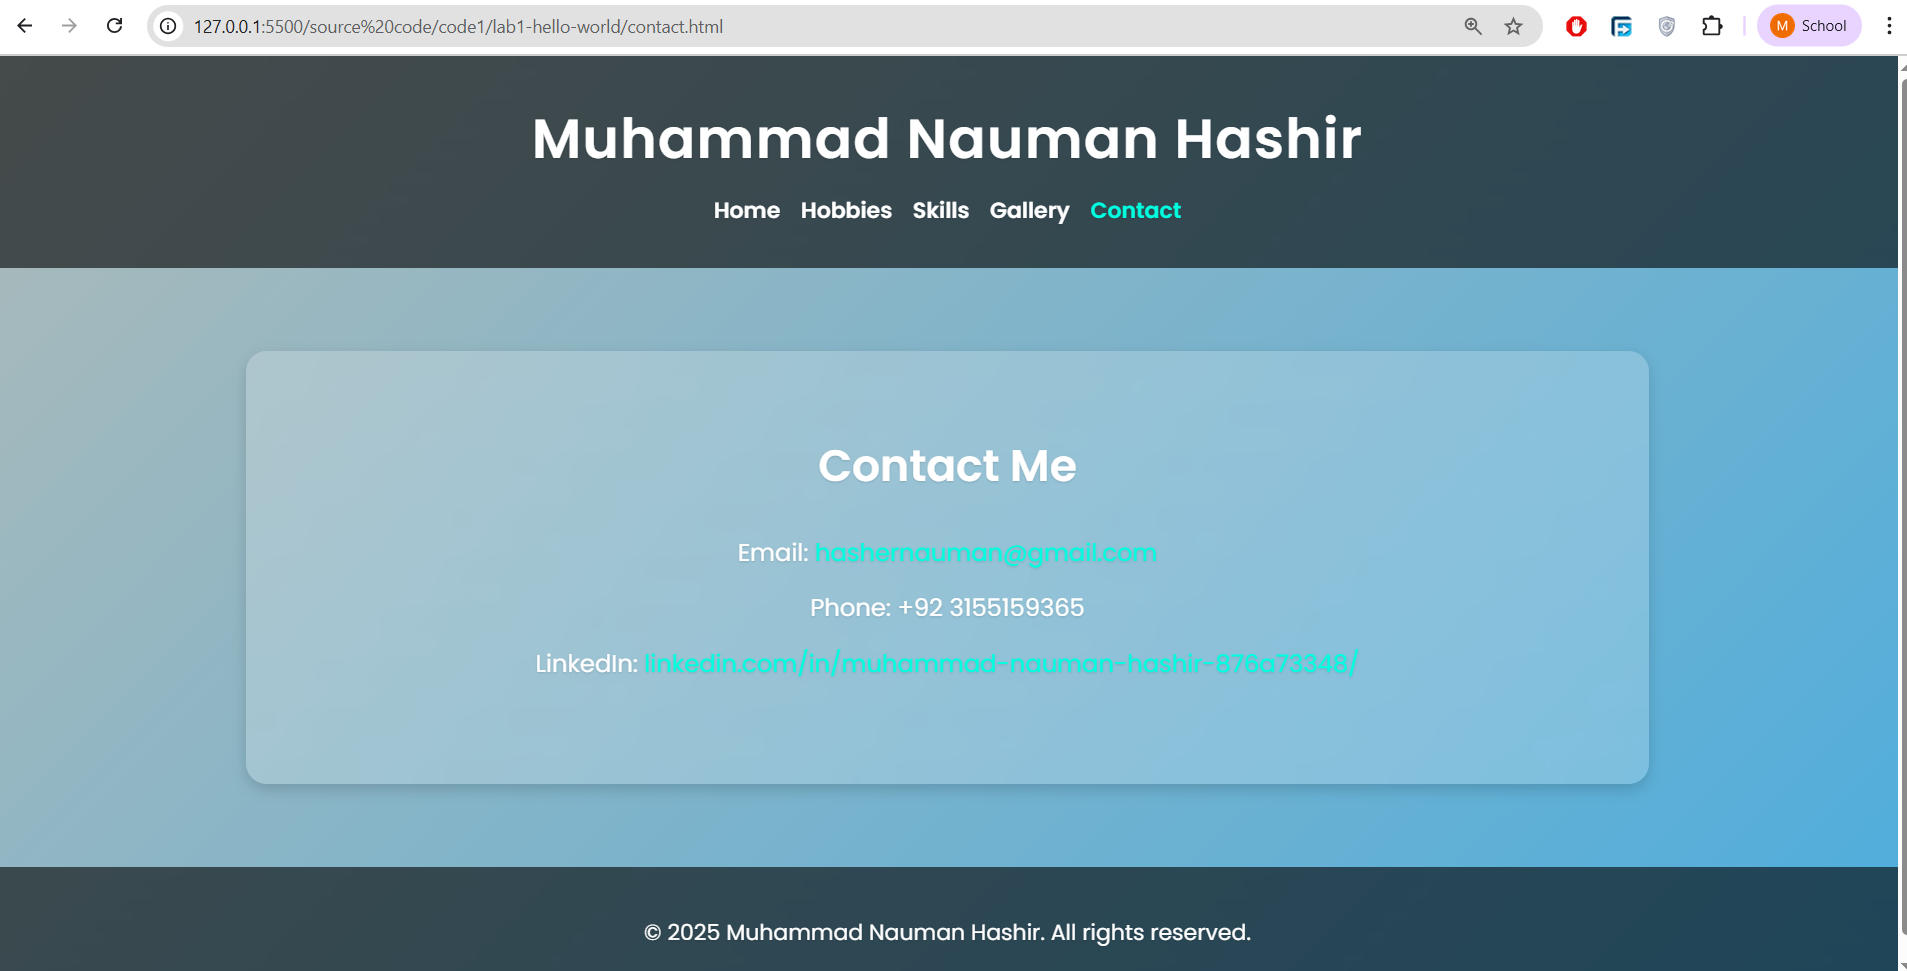 127.0.0.1:5500/source%20code/code1/lab1-hello-world/contact.html
M School
Muhammad Nauman Hashir
Home Hobbies Skills Gallery Contact
Contact Me
Email: hashernauman@gmail.com
Phone: +92 3155159365
LinkedIn: linkedin.com/in/muhammad-nauman-hashir-876a73348/
© 2025 Muhammad Nauman Hashir. All rights reserved.